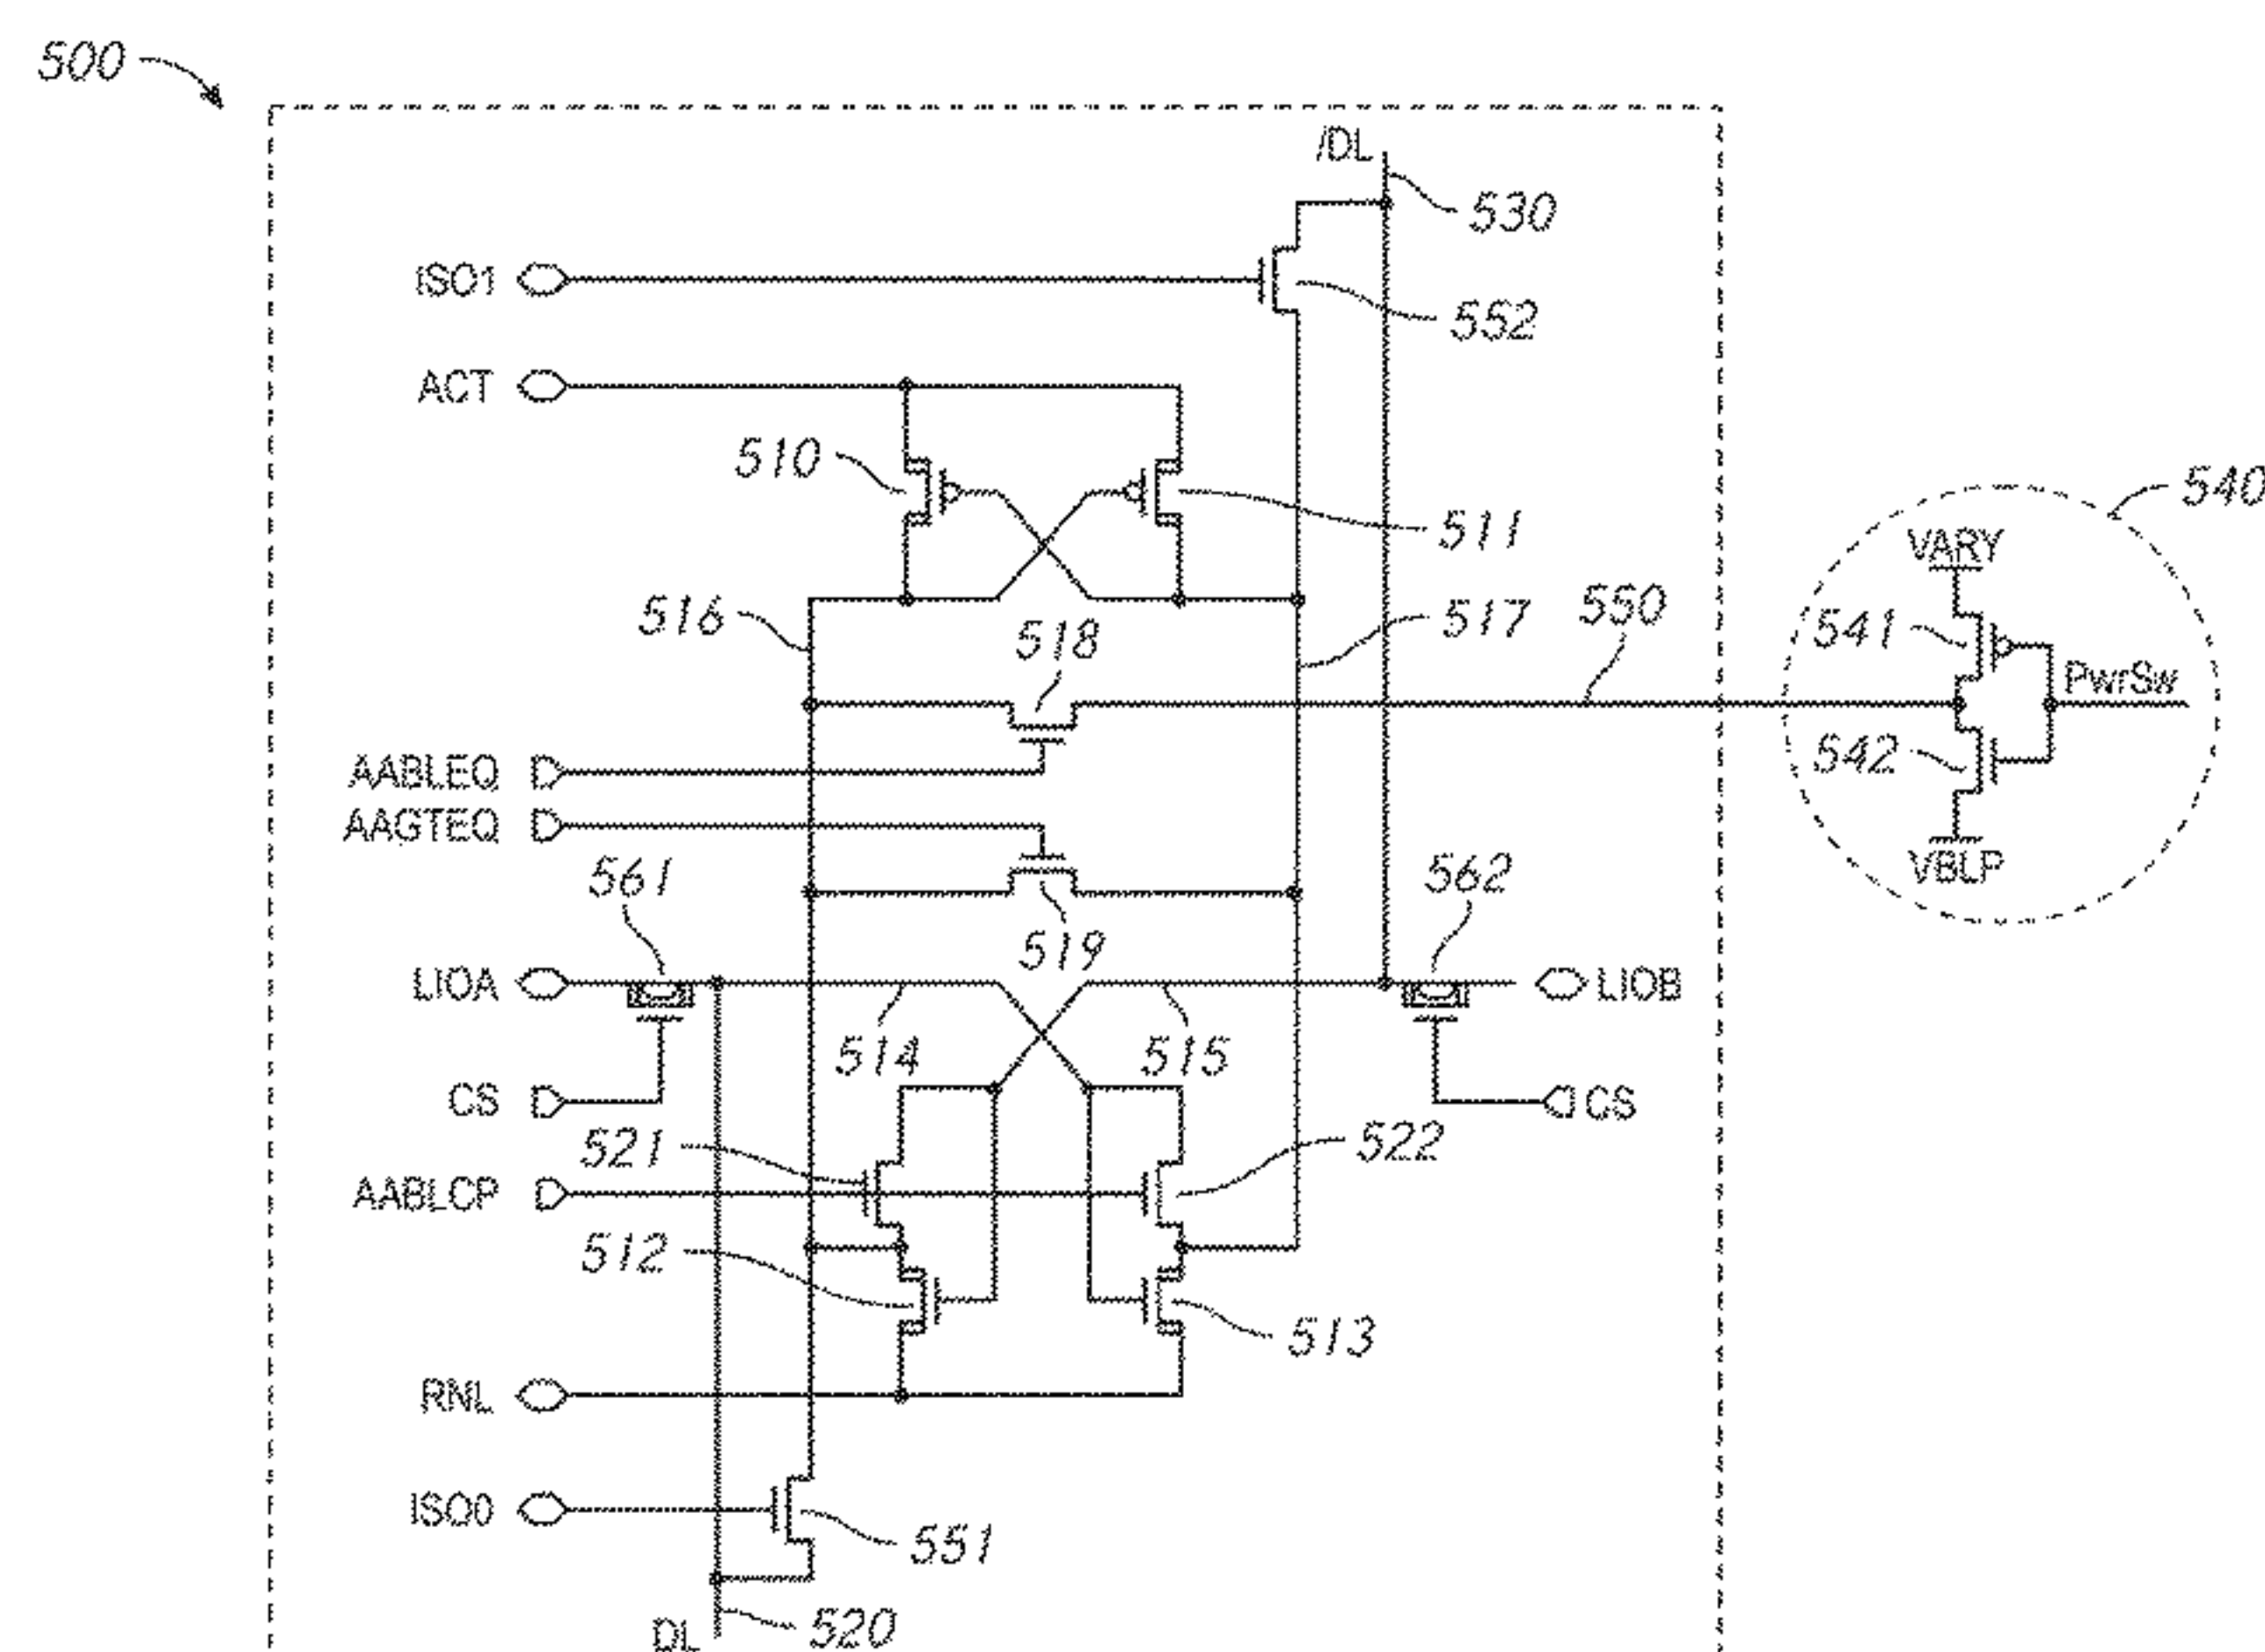 500
/DL
530
ISO1
552
ACT
510
511
540
VARY
541
PwrSw
542
VBLP
516
518
517
550
AABLEQ
AAGTEQ
561
562
519
LIOA
LIOB
514
515
CS
CS
521
522
AABLCP
512
513
RNL
ISO0
551
520
DL